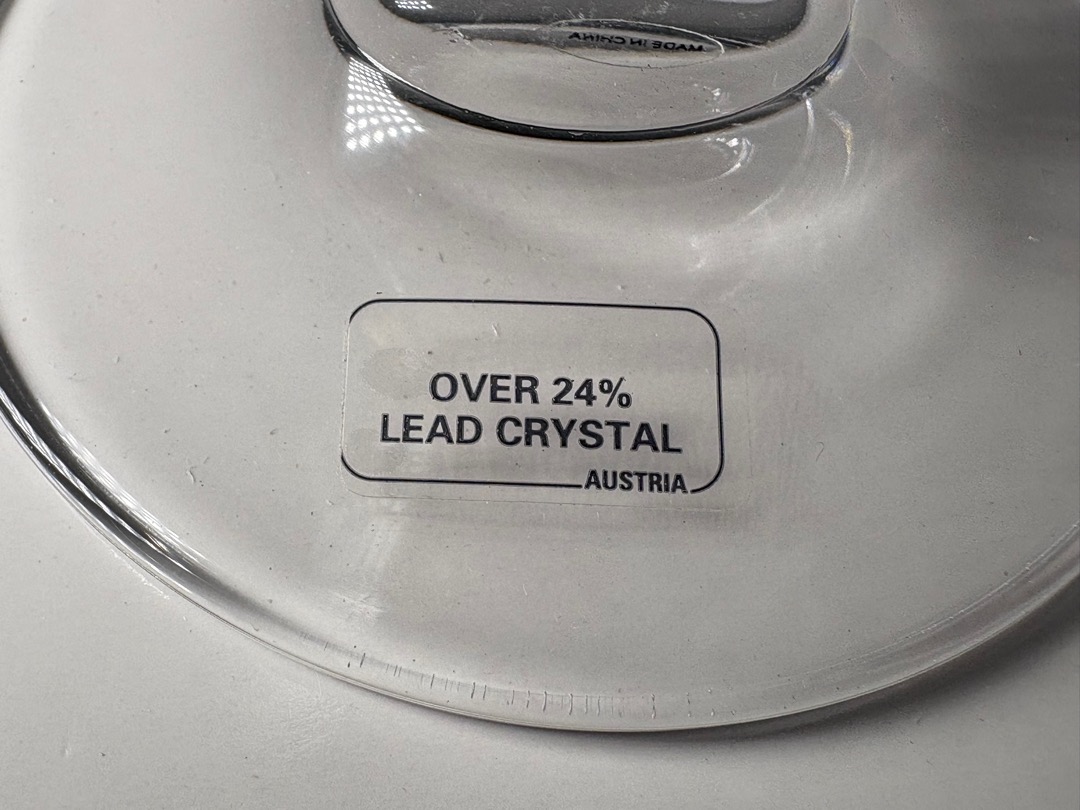 MADE IN CHINA
OVER 24%
LEAD CRYSTAL
AUSTRIA